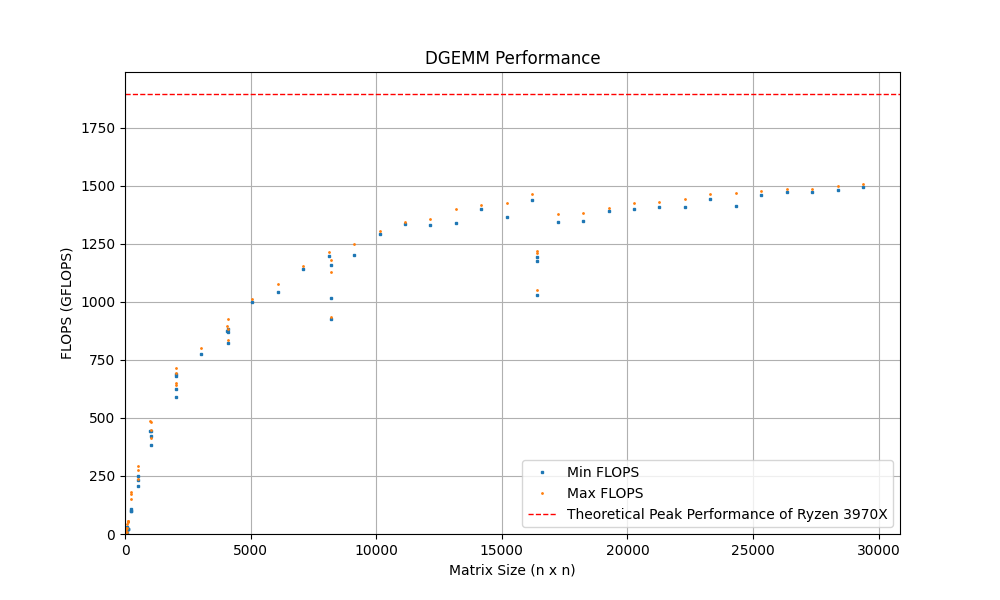 DGEMM Performance
FLOPS (GFLOPS)
1750
1500
1250
1000
750
500
250
0
0 5000 10000 15000 20000 25000 30000
Matrix Size (n x n)
Min FLOPS
Max FLOPS
Theoretical Peak Performance of Ryzen 3970X